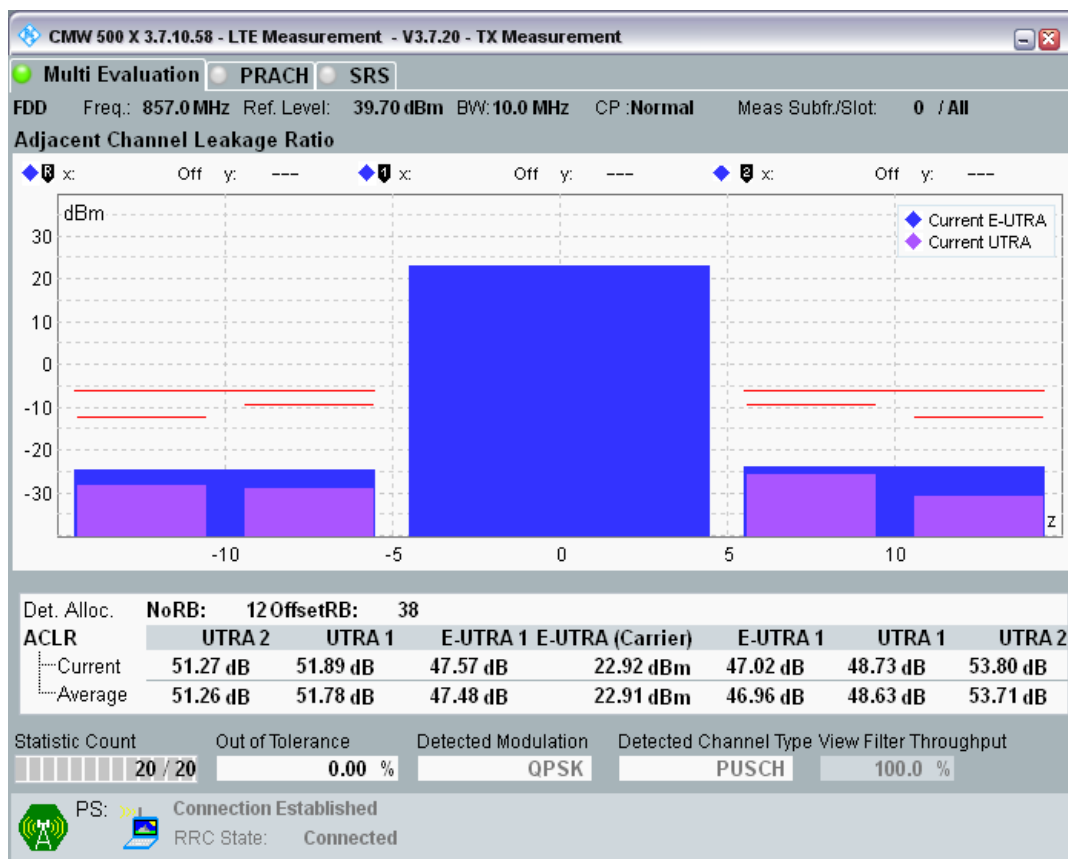 CMW 500 X 3.7.10.58 - LTE Measurement - V3.7.20 - TX Measurement
Multi Evaluation PRACH SRS
FDD Freq.: 857.0 MHz Ref. Level: 39.70 dBm BW: 10.0 MHz CP :Normal Meas Subfr./Slot: 0 / All
Adjacent Channel Leakage Ratio
R x: Off y: --- 1 x: Off y: --- 2 x: Off y: ---
dBm
Current E-UTRA
Current UTRA
30
20
10
0
-10
-20
-30
z
-10 -5 0 5 10
Det. Alloc. NoRB: 12 OffsetRB: 38
ACLR UTRA 2 UTRA 1 E-UTRA 1 E-UTRA (Carrier) E-UTRA 1 UTRA 1 UTRA 2
Current 51.27 dB 51.89 dB 47.57 dB 22.92 dBm 47.02 dB 48.73 dB 53.80 dB
Average 51.26 dB 51.78 dB 47.48 dB 22.91 dBm 46.96 dB 48.63 dB 53.71 dB
Statistic Count Out of Tolerance Detected Modulation Detected Channel Type View Filter Throughput
20 / 20 0.00 % QPSK PUSCH 100.0 %
PS: Connection Established
RRC State: Connected